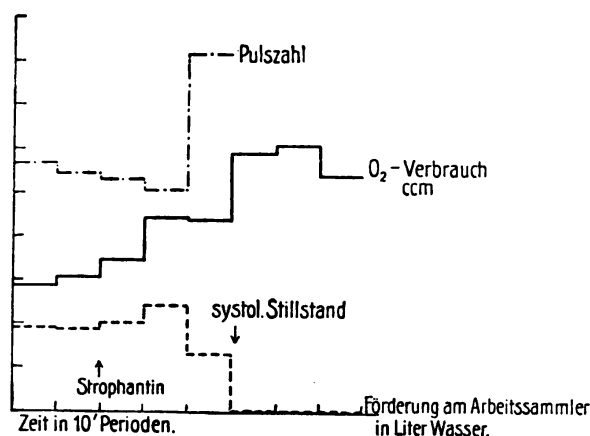 Pulszahl
O₂-Verbrauch
ccm
systol. Stillstand
Strophantin
Förderung am Arbeitssammler
in Liter Wasser.
Zeit in 10' Perioden.